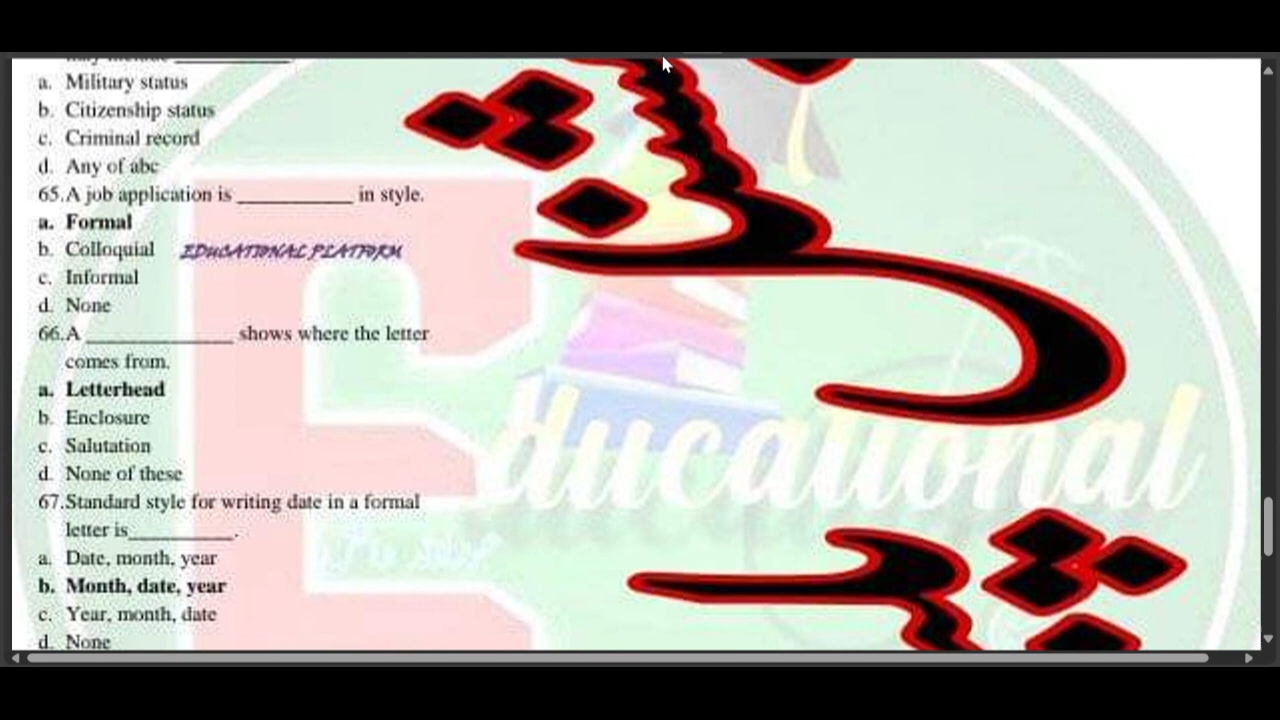 a. Military status
b. Citizenship status
c. Criminal record
d. Any of abc
65.A job application is ___________ in style.
a. Formal
b. Colloquial EDUCATIONAL PLATFORM
c. Informal
d. None
66.A ______________ shows where the letter
comes from.
a. Letterhead
b. Enclosure
c. Salutation
d. None of these
67.Standard style for writing date in a formal
letter is__________.
a. Date, month, year
b. Month, date, year
c. Year, month, date
d. None
Educational